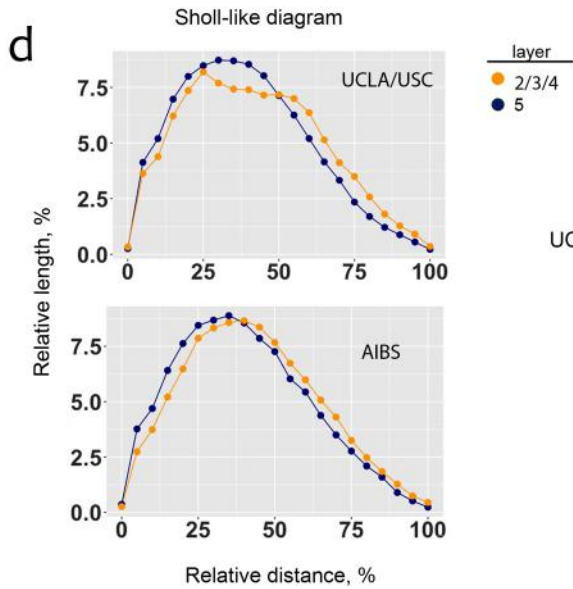 d
Sholl-like diagram
layer
2/3/4
5
UCLA/USC
7.5
5.0
2.5
0.0
0 25 50 75 100
UC
Relative length, %
AIBS
7.5
5.0
2.5
0.0
0 25 50 75 100
Relative distance, %